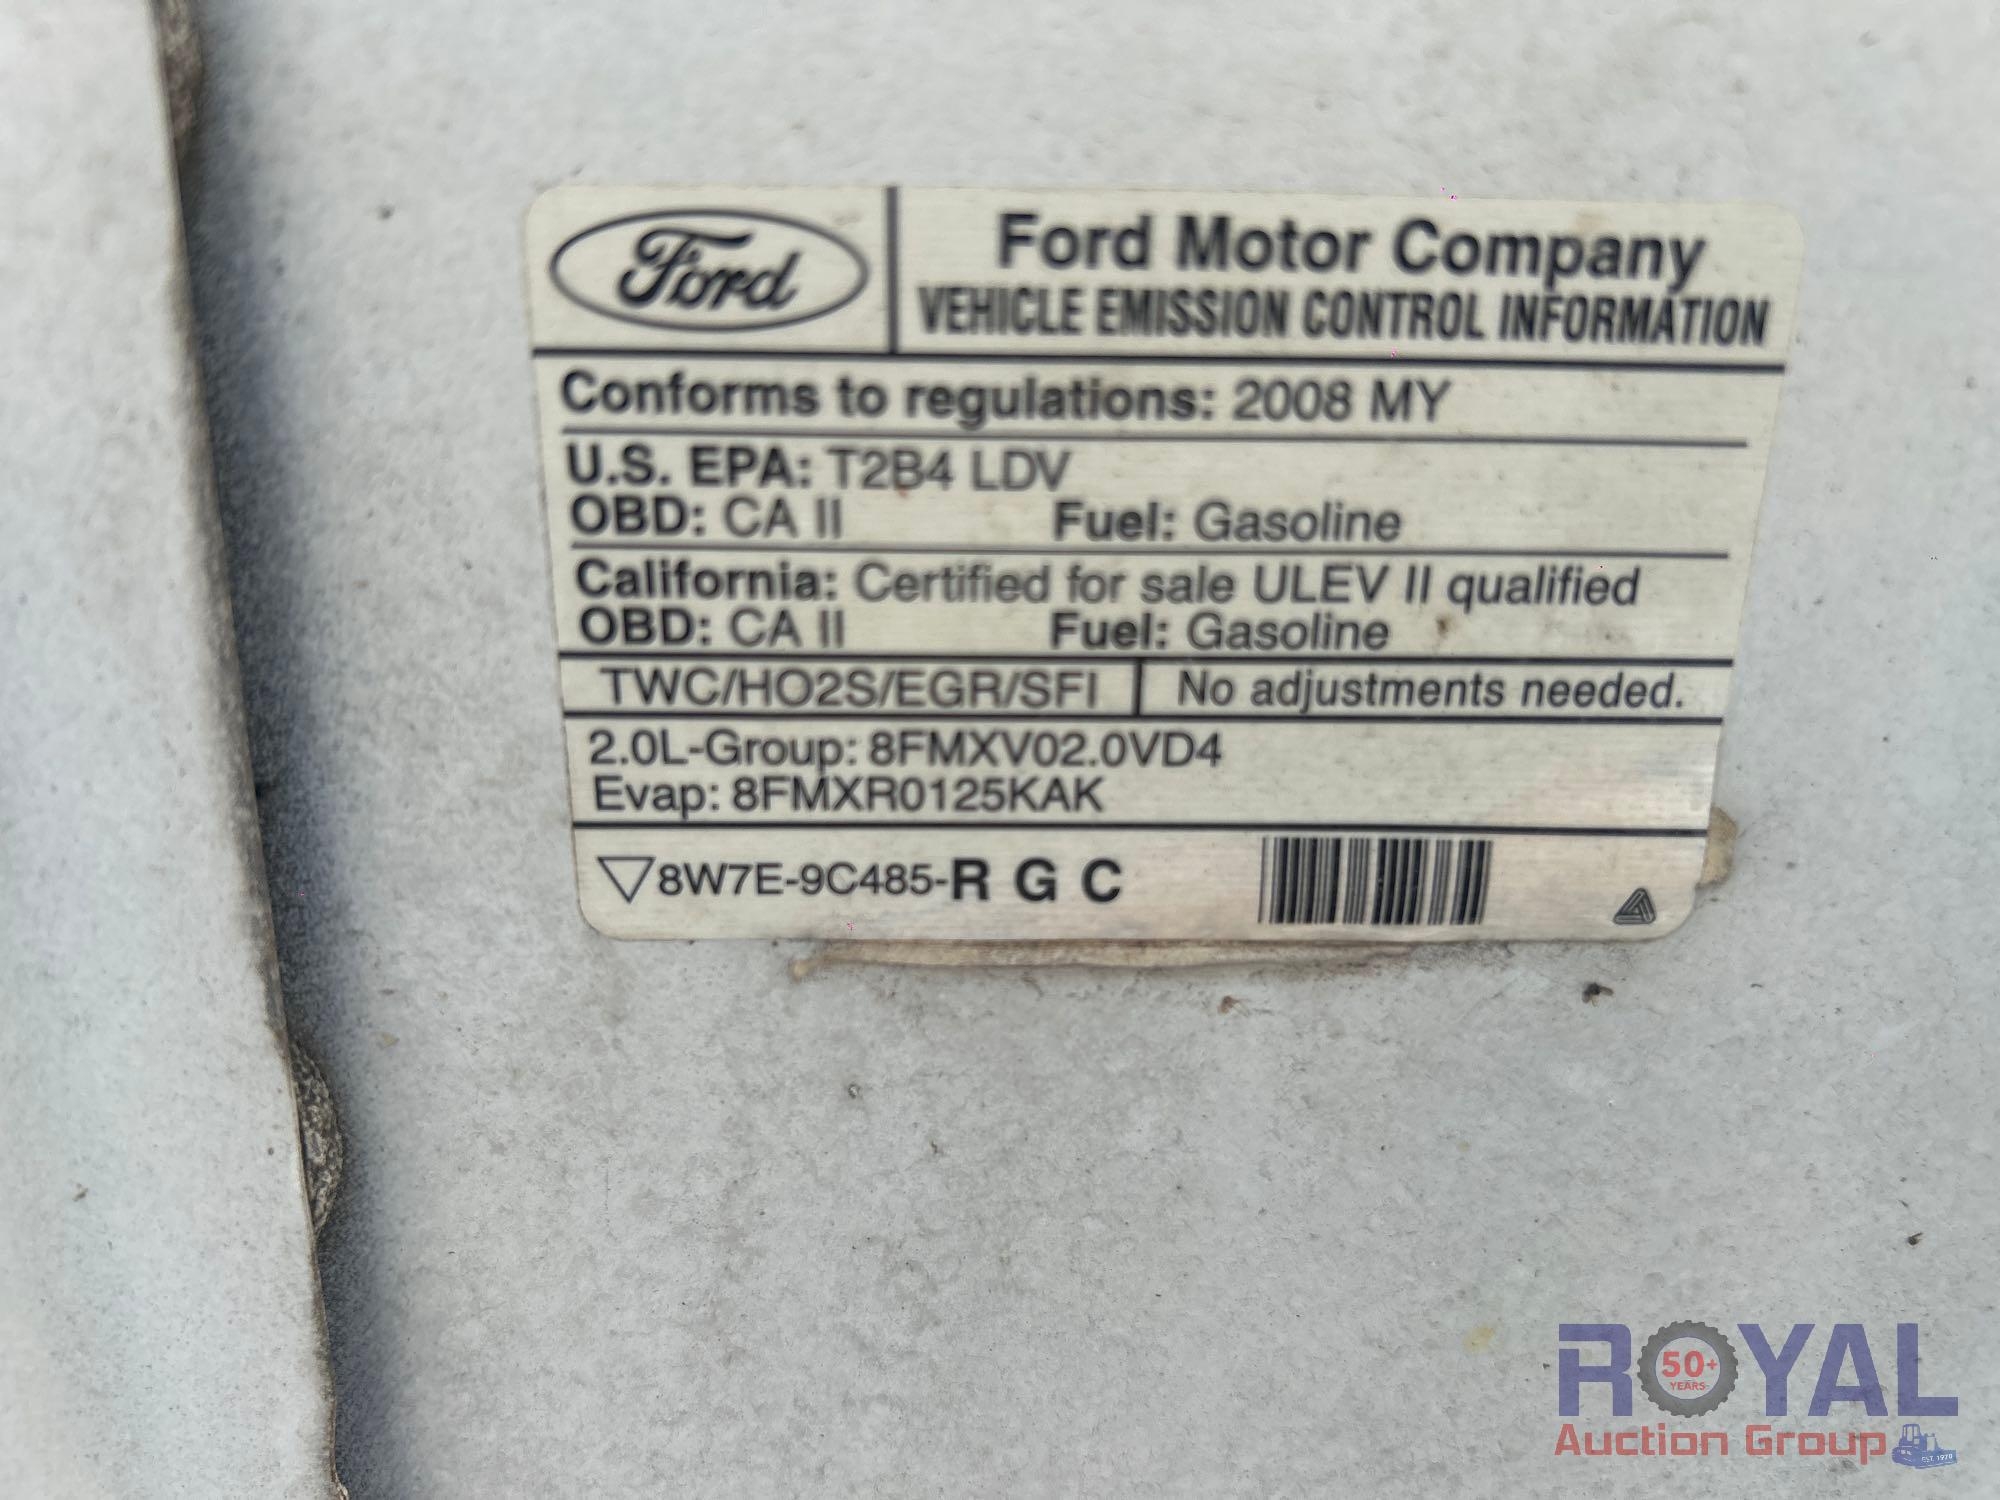 Ford
Ford Motor Company
VEHICLE EMISSION CONTROL INFORMATION
Conforms to regulations: 2008 MY
U.S. EPA: T2B4 LDV
OBD: CA II Fuel: Gasoline
California: Certified for sale ULEV II qualified
OBD: CA II Fuel: Gasoline
TWC/HO2S/EGR/SFI No adjustments needed.
2.0L-Group: 8FMXV02.0VD4
Evap: 8FMXR0125KAK
8W7E-9C485-R G C
ROYAL
50+
YEARS
Auction Group
EST. 1970